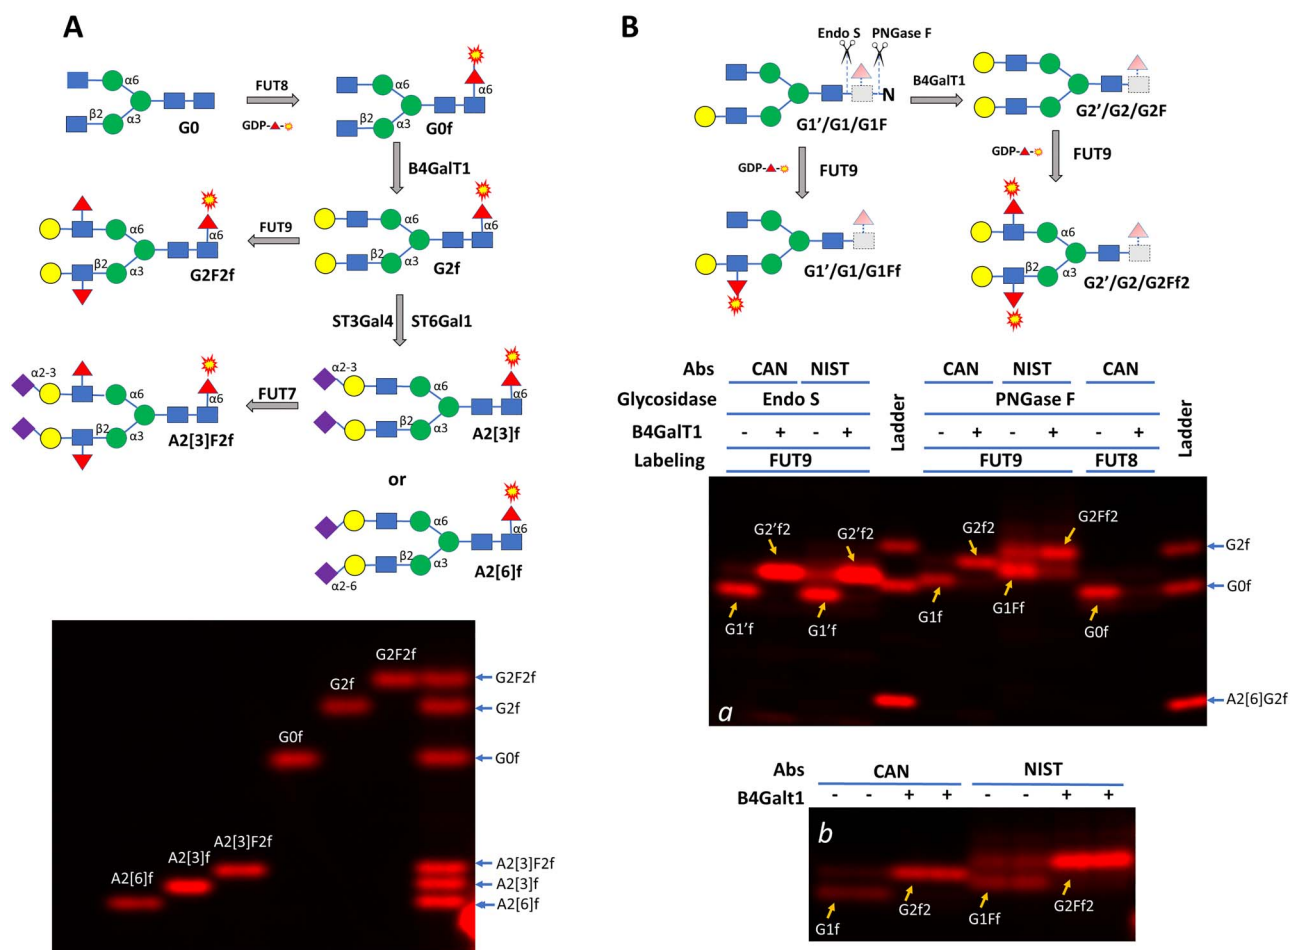 A
α6
β2
α3
G0
FUT8
GDP-
-
α6
α6
β2
α3
G0f
B4GalT1
α6
α6
β2
α3
G2F2f
FUT9
α6
α6
β2
α3
G2f
ST3Gal4
ST6Gal1
α2-3
α6
α6
β2
α3
A2[3]F2f
FUT7
α2-3
α6
α6
β2
α3
A2[3]f
or
α6
α6
β2
α3
α2-6
A2[6]f
A2[6]f
A2[3]f
A2[3]F2f
G0f
G2f
G2F2f
G2F2f
G2f
G0f
A2[3]F2f
A2[3]f
A2[6]f
B
Endo S
PNGase F
N
G1'/G1/G1F
B4GalT1
G2'/G2/G2F
GDP-
-
FUT9
GDP-
-
FUT9
G1'/G1/G1Ff
α6
β2
α3
G2'/G2/G2Ff2
Abs
CAN
NIST
CAN
NIST
CAN
Glycosidase
Endo S
PNGase F
B4GalT1
-
+
-
+
Ladder
-
+
-
+
-
+
Ladder
Labeling
FUT9
FUT9
FUT8
G2'f2
G2'f2
G2f2
G2Ff2
G1'f
G1'f
G1f
G1Ff
G0f
G2f
G0f
A2[6]G2f
a
Abs
CAN
NIST
B4Galt1
-
-
+
+
-
-
+
+
b
G1f
G2f2
G1Ff
G2Ff2